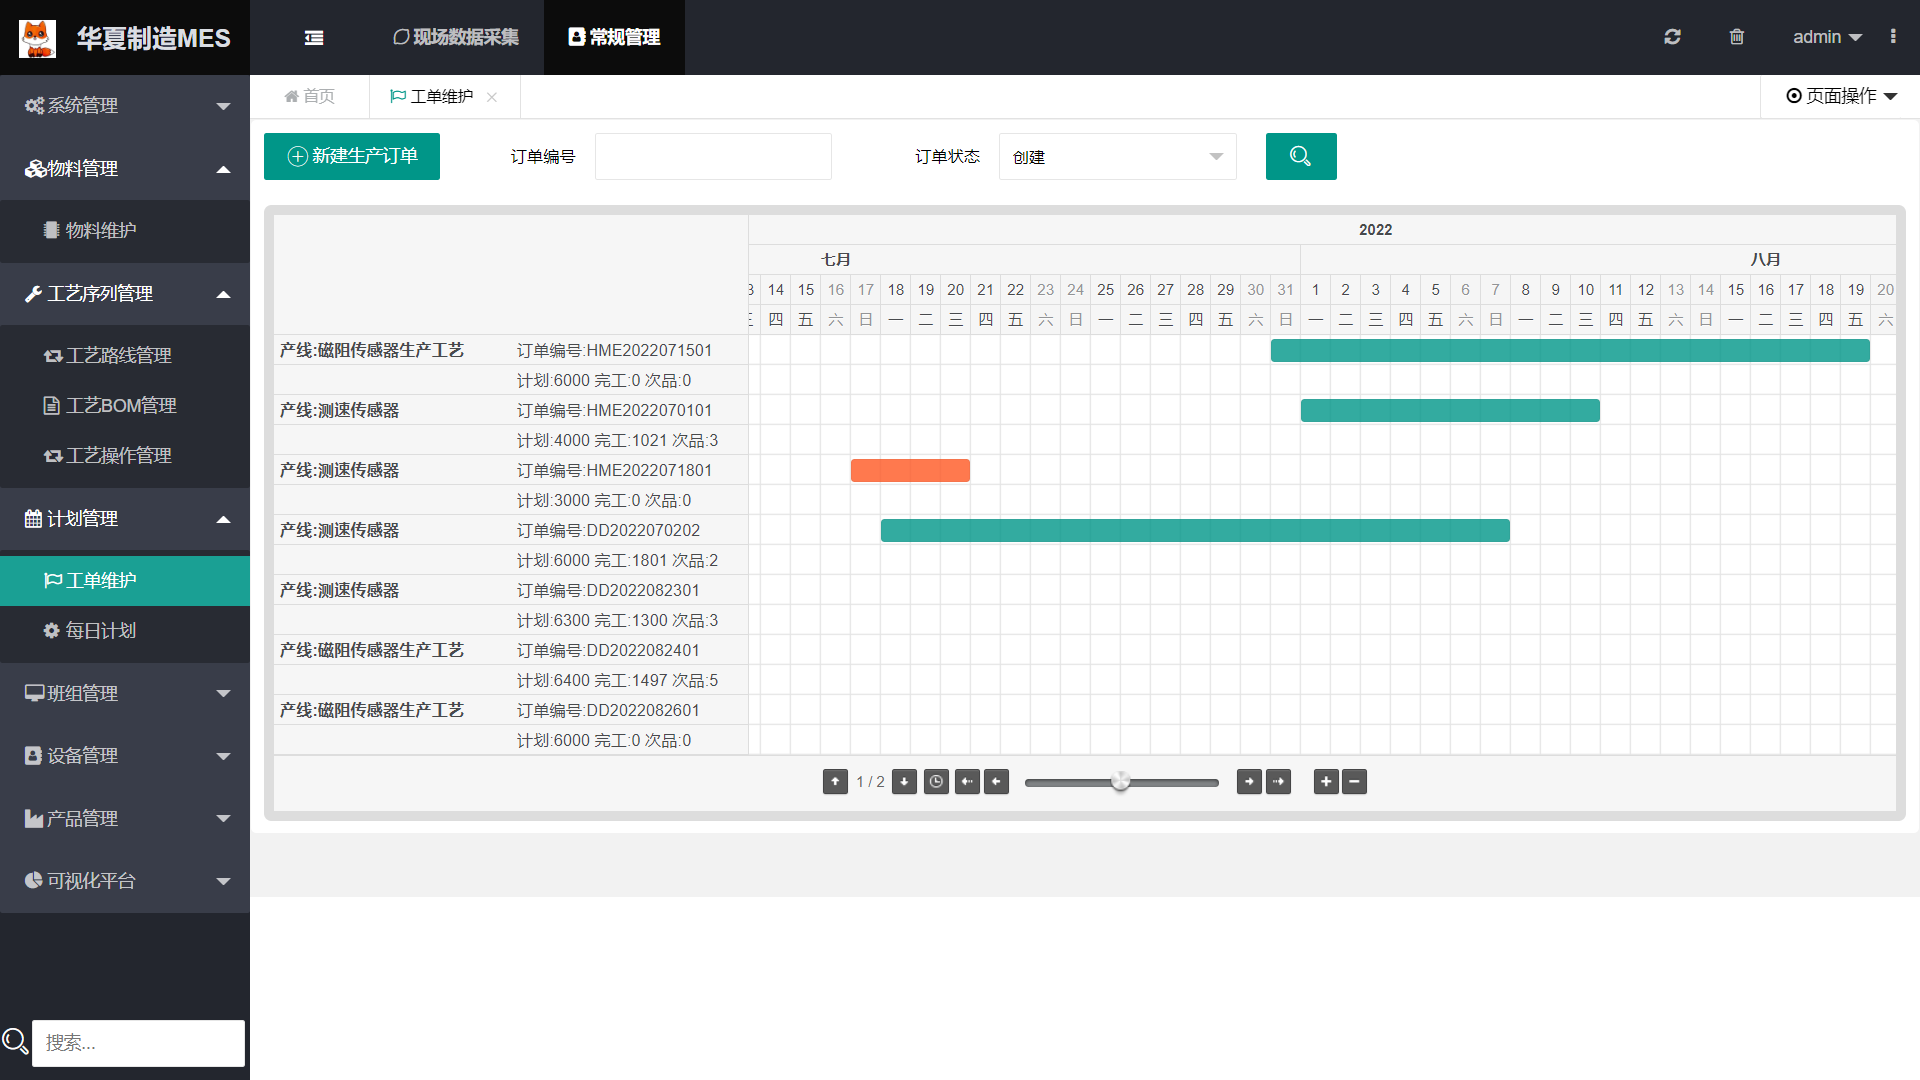 华夏制造MES
现场数据采集
常规管理
admin
系统管理
物料管理
物料维护
工艺序列管理
工艺路线管理
工艺BOM管理
工艺操作管理
计划管理
工单维护
每日计划
班组管理
设备管理
产品管理
可视化平台
搜索...
首页
工单维护
页面操作
新建生产订单
订单编号
订单状态
创建
2022
七月 八月
14 15 16 17 18 19 20 21 22 23 24 25 26 27 28 29 30 31 1 2 3 4 5 6 7 8 9 10 11 12 13 14 15 16 17 18 19 20
四 五 六 日 一 二 三 四 五 六 日 一 二 三 四 五 六 日 一 二 三 四 五 六 日 一 二 三 四 五 六 日 一 二 三 四 五 六
产线:磁阻传感器生产工艺 订单编号:HME2022071501
计划:6000 完工:0 次品:0
产线:测速传感器 订单编号:HME2022070101
计划:4000 完工:1021 次品:3
产线:测速传感器 订单编号:HME2022071801
计划:3000 完工:0 次品:0
产线:测速传感器 订单编号:DD2022070202
计划:6000 完工:1801 次品:2
产线:测速传感器 订单编号:DD2022082301
计划:6300 完工:1300 次品:3
产线:磁阻传感器生产工艺 订单编号:DD2022082401
计划:6400 完工:1497 次品:5
产线:磁阻传感器生产工艺 订单编号:DD2022082601
计划:6000 完工:0 次品:0
1 / 2